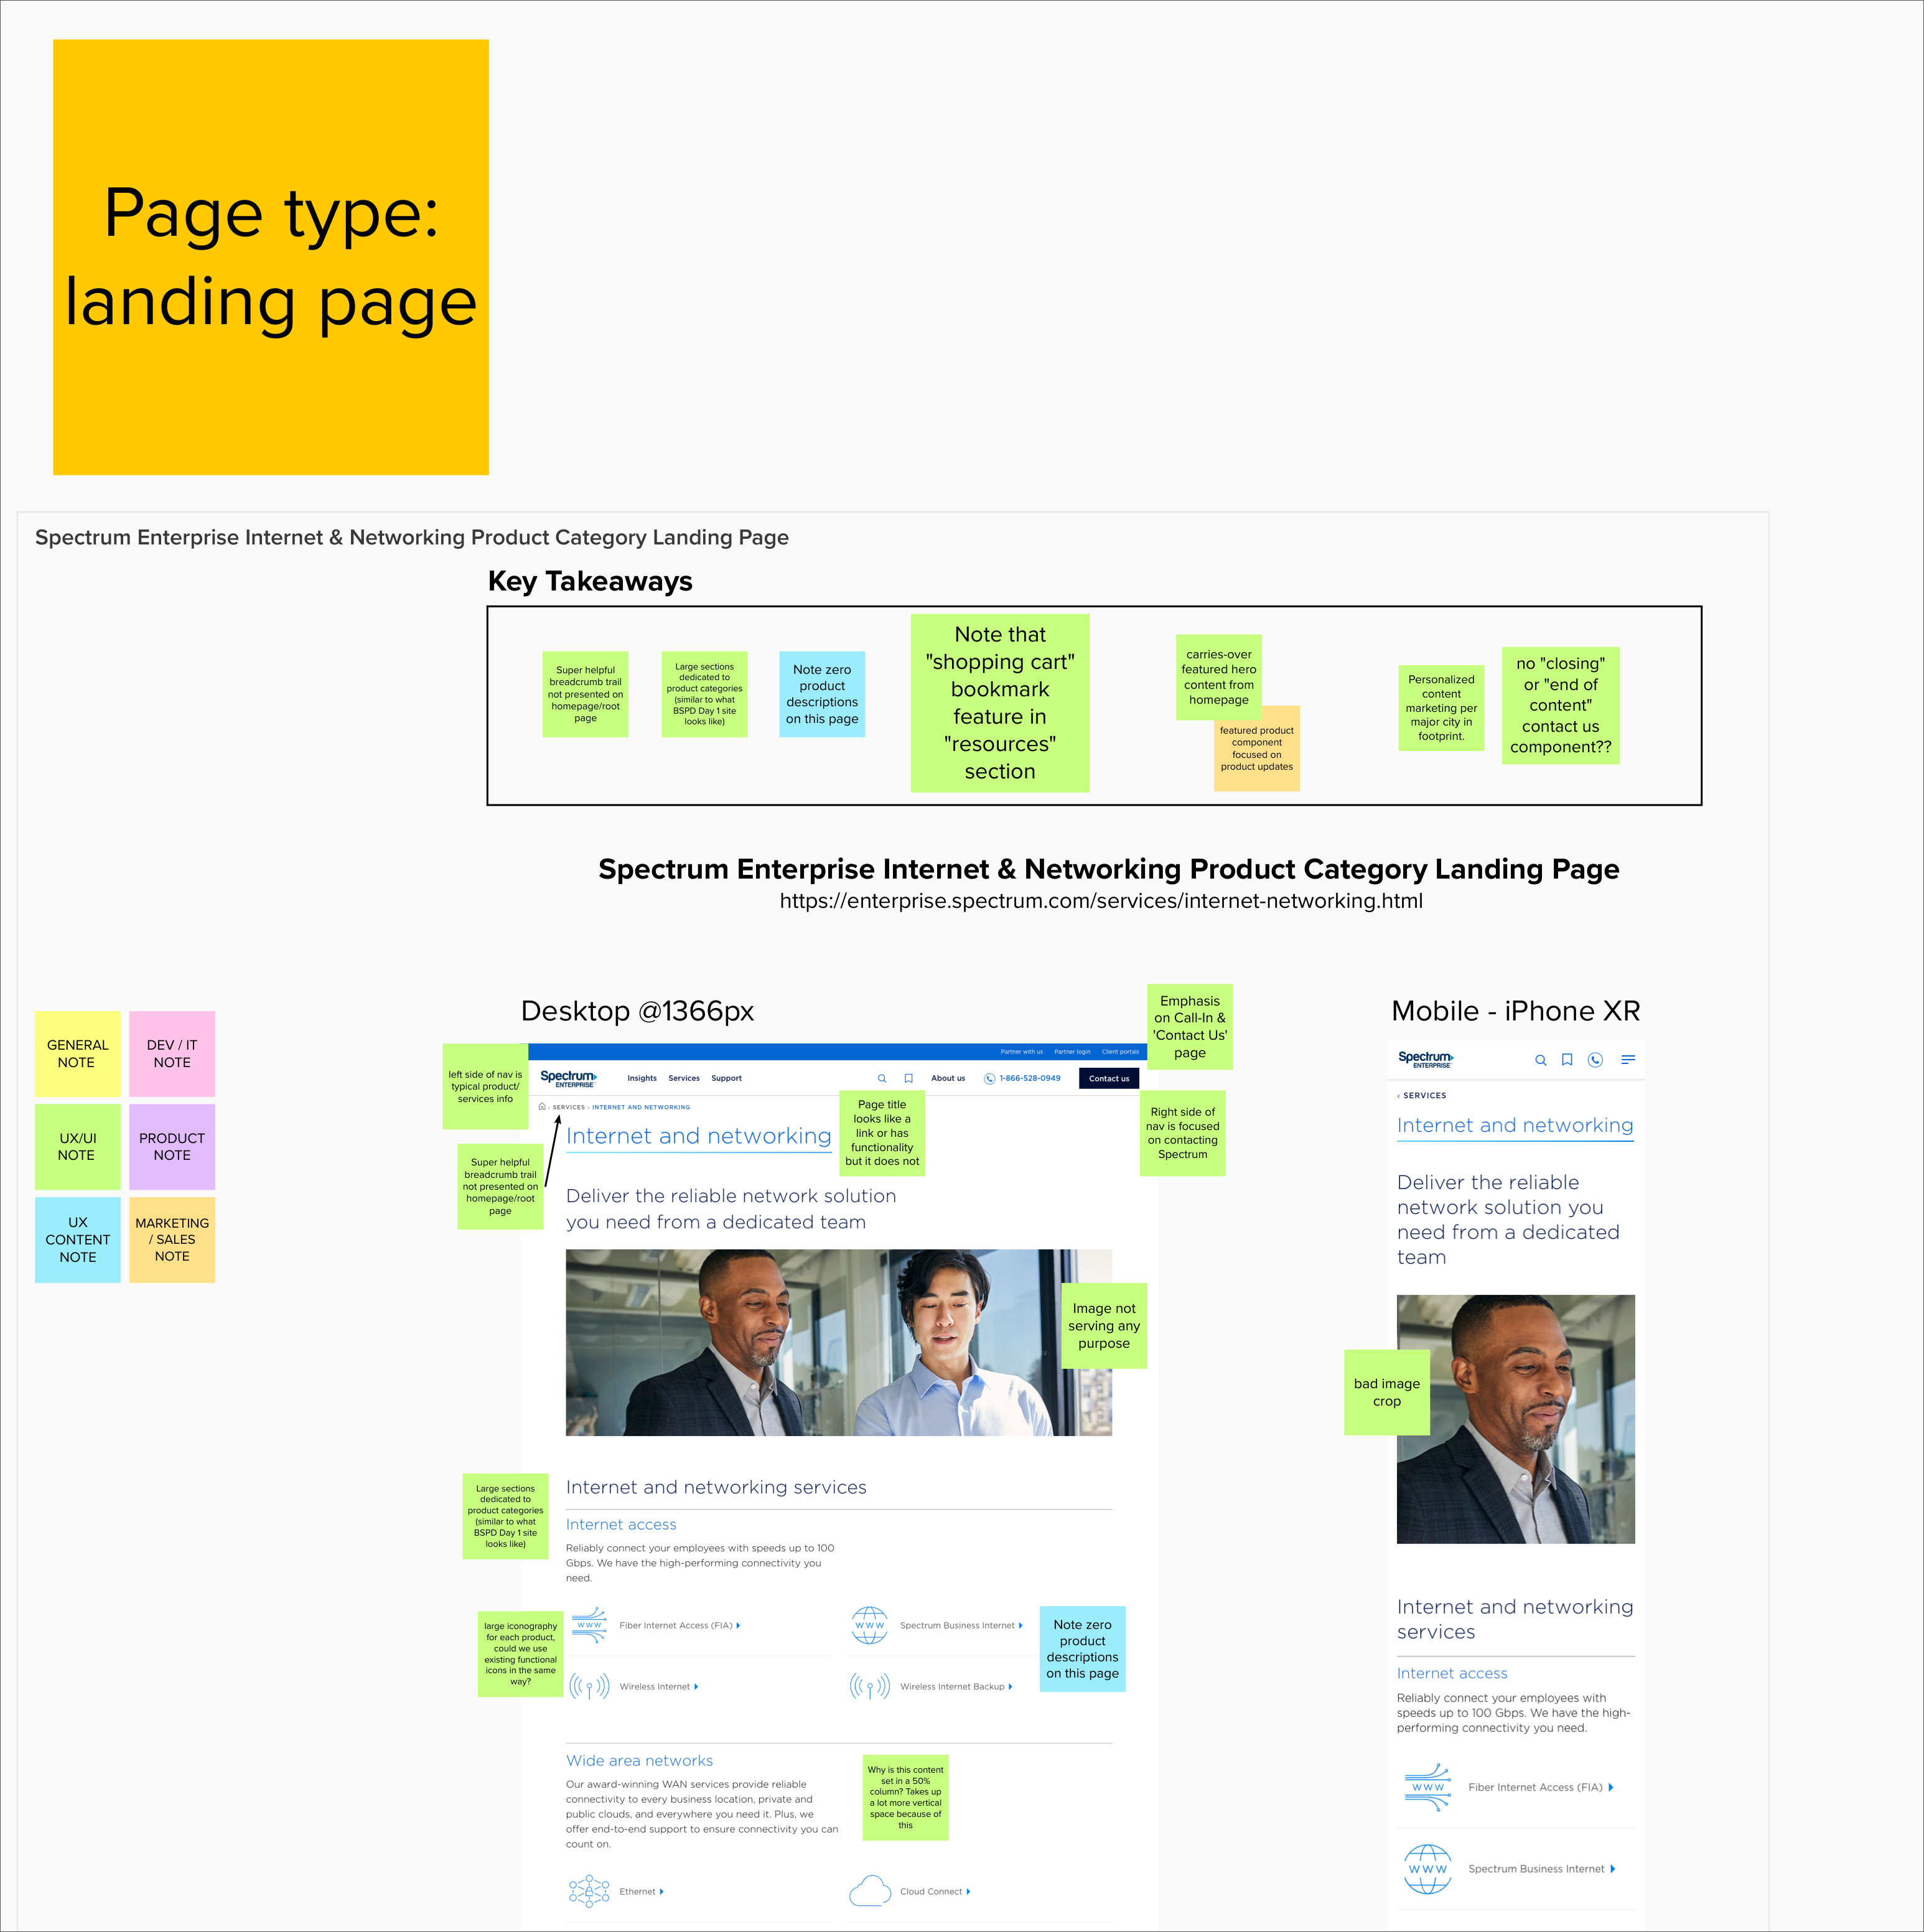 Page type:
landing page
Spectrum Enterprise Internet & Networking Product Category Landing Page
Key Takeaways
Super helpful
breadcrumb trail
not presented on
homepage/root
page
Large sections
dedicated to
product categories
(similar to what
BSPD Day 1 site
looks like)
Note zero
product
descriptions
on this page
Note that
"shopping cart"
bookmark
feature in
"resources"
section
carries-over
featured hero
content from
homepage
featured product
component
focused on
product updates
Personalized
content
marketing per
major city in
footprint.
no "closing"
or "end of
content"
contact us
component??
Spectrum Enterprise Internet & Networking Product Category Landing Page
https://enterprise.spectrum.com/services/internet-networking.html
GENERAL
NOTE
DEV / IT
NOTE
UX/UI
NOTE
PRODUCT
NOTE
UX
CONTENT
NOTE
MARKETING
/ SALES
NOTE
Desktop @1366px
Emphasis
on Call-In &
'Contact Us'
page
left side of nav is
typical product/
services info
Partner with us
Partner login
Client portals
Spectrum
ENTERPRISE
Insights
Services
Support
About us
1-866-528-0949
Contact us
‹ SERVICES › INTERNET AND NETWORKING
Super helpful
breadcrumb trail
not presented on
homepage/root
page
Internet and networking
Page title
looks like a
link or has
functionality
but it does not
Right side of
nav is focused
on contacting
Spectrum
Deliver the reliable network solution
you need from a dedicated team
Image not
serving any
purpose
Large sections
dedicated to
product categories
(similar to what
BSPD Day 1 site
looks like)
Internet and networking services
Internet access
Reliably connect your employees with speeds up to 100
Gbps. We have the high-performing connectivity you
need.
large iconography
for each product,
could we use
existing functional
icons in the same
way?
WWW
Fiber Internet Access (FIA)
WWW
Spectrum Business Internet
Note zero
product
descriptions
on this page
Wireless Internet
Wireless Internet Backup
Wide area networks
Our award-winning WAN services provide reliable
connectivity to every business location, private and
public clouds, and everywhere you need it. Plus, we
offer end-to-end support to ensure connectivity you can
count on.
Why is this content
set in a 50%
column? Takes up
a lot more vertical
space because of
this
Ethernet
Cloud Connect
Mobile - iPhone XR
Spectrum
ENTERPRISE
‹ SERVICES
Internet and networking
Deliver the reliable
network solution you
need from a dedicated
team
bad image
crop
Internet and networking
services
Internet access
Reliably connect your employees with
speeds up to 100 Gbps. We have the high-
performing connectivity you need.
WWW
Fiber Internet Access (FIA)
WWW
Spectrum Business Internet